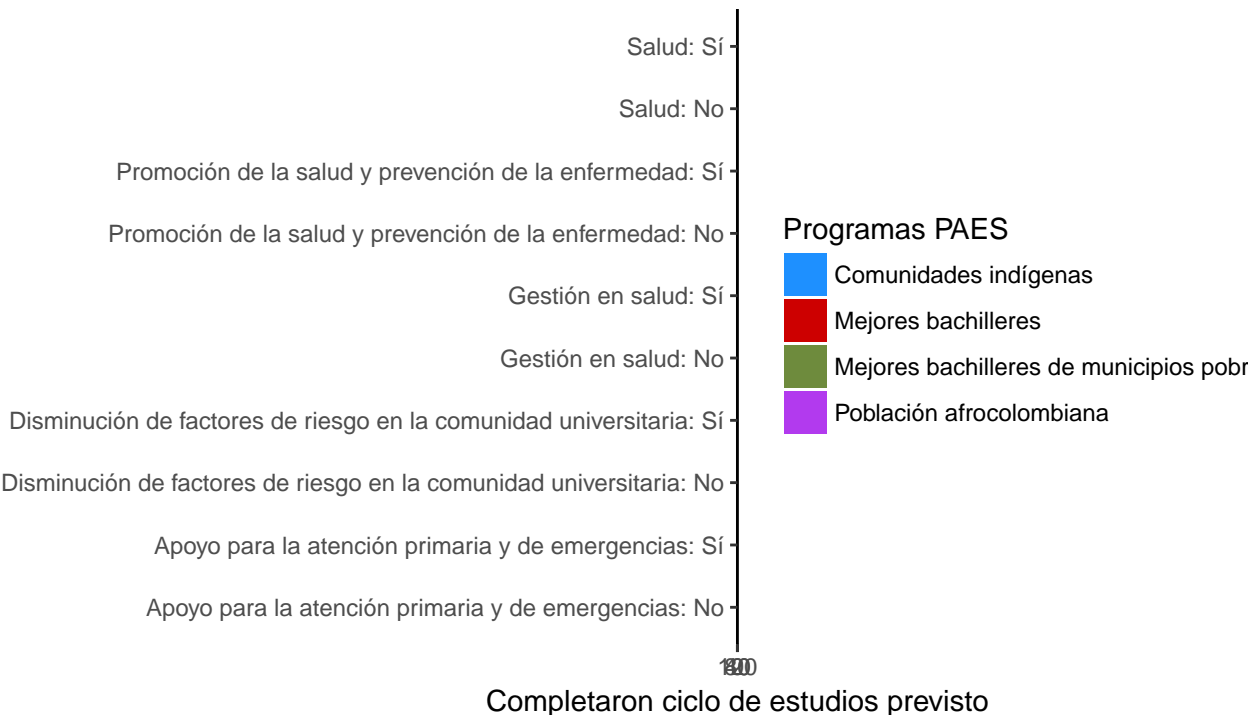 Salud: Sí
Salud: No
Promoción de la salud y prevención de la enfermedad: Sí
Promoción de la salud y prevención de la enfermedad: No
Gestión en salud: Sí
Gestión en salud: No
Disminución de factores de riesgo en la comunidad universitaria: Sí
Disminución de factores de riesgo en la comunidad universitaria: No
Apoyo para la atención primaria y de emergencias: Sí
Apoyo para la atención primaria y de emergencias: No
Completaron ciclo de estudios previsto
Programas PAES
Comunidades indígenas
Mejores bachilleres
Mejores bachilleres de municipios pobr
Población afrocolombiana